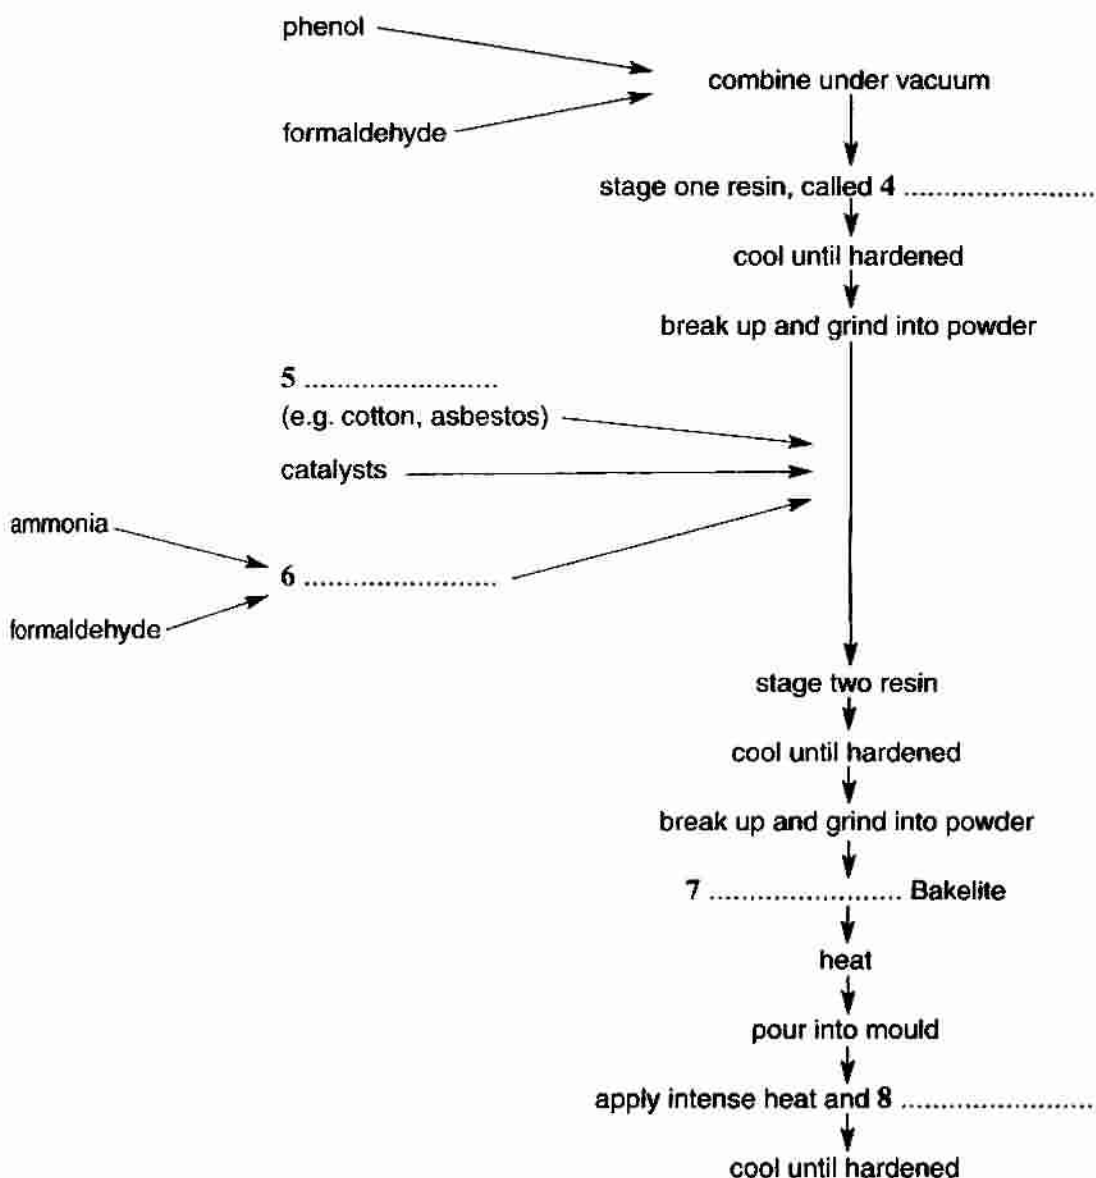 phenol
combine under vacuum
formaldehyde
stage one resin, called 4 ........................
cool until hardened
break up and grind into powder
5 ........................
(e.g. cotton, asbestos)
catalysts
ammonia
6 ........................
formaldehyde
stage two resin
cool until hardened
break up and grind into powder
7 ........................ Bakelite
heat
pour into mould
apply intense heat and 8 ........................
cool until hardened